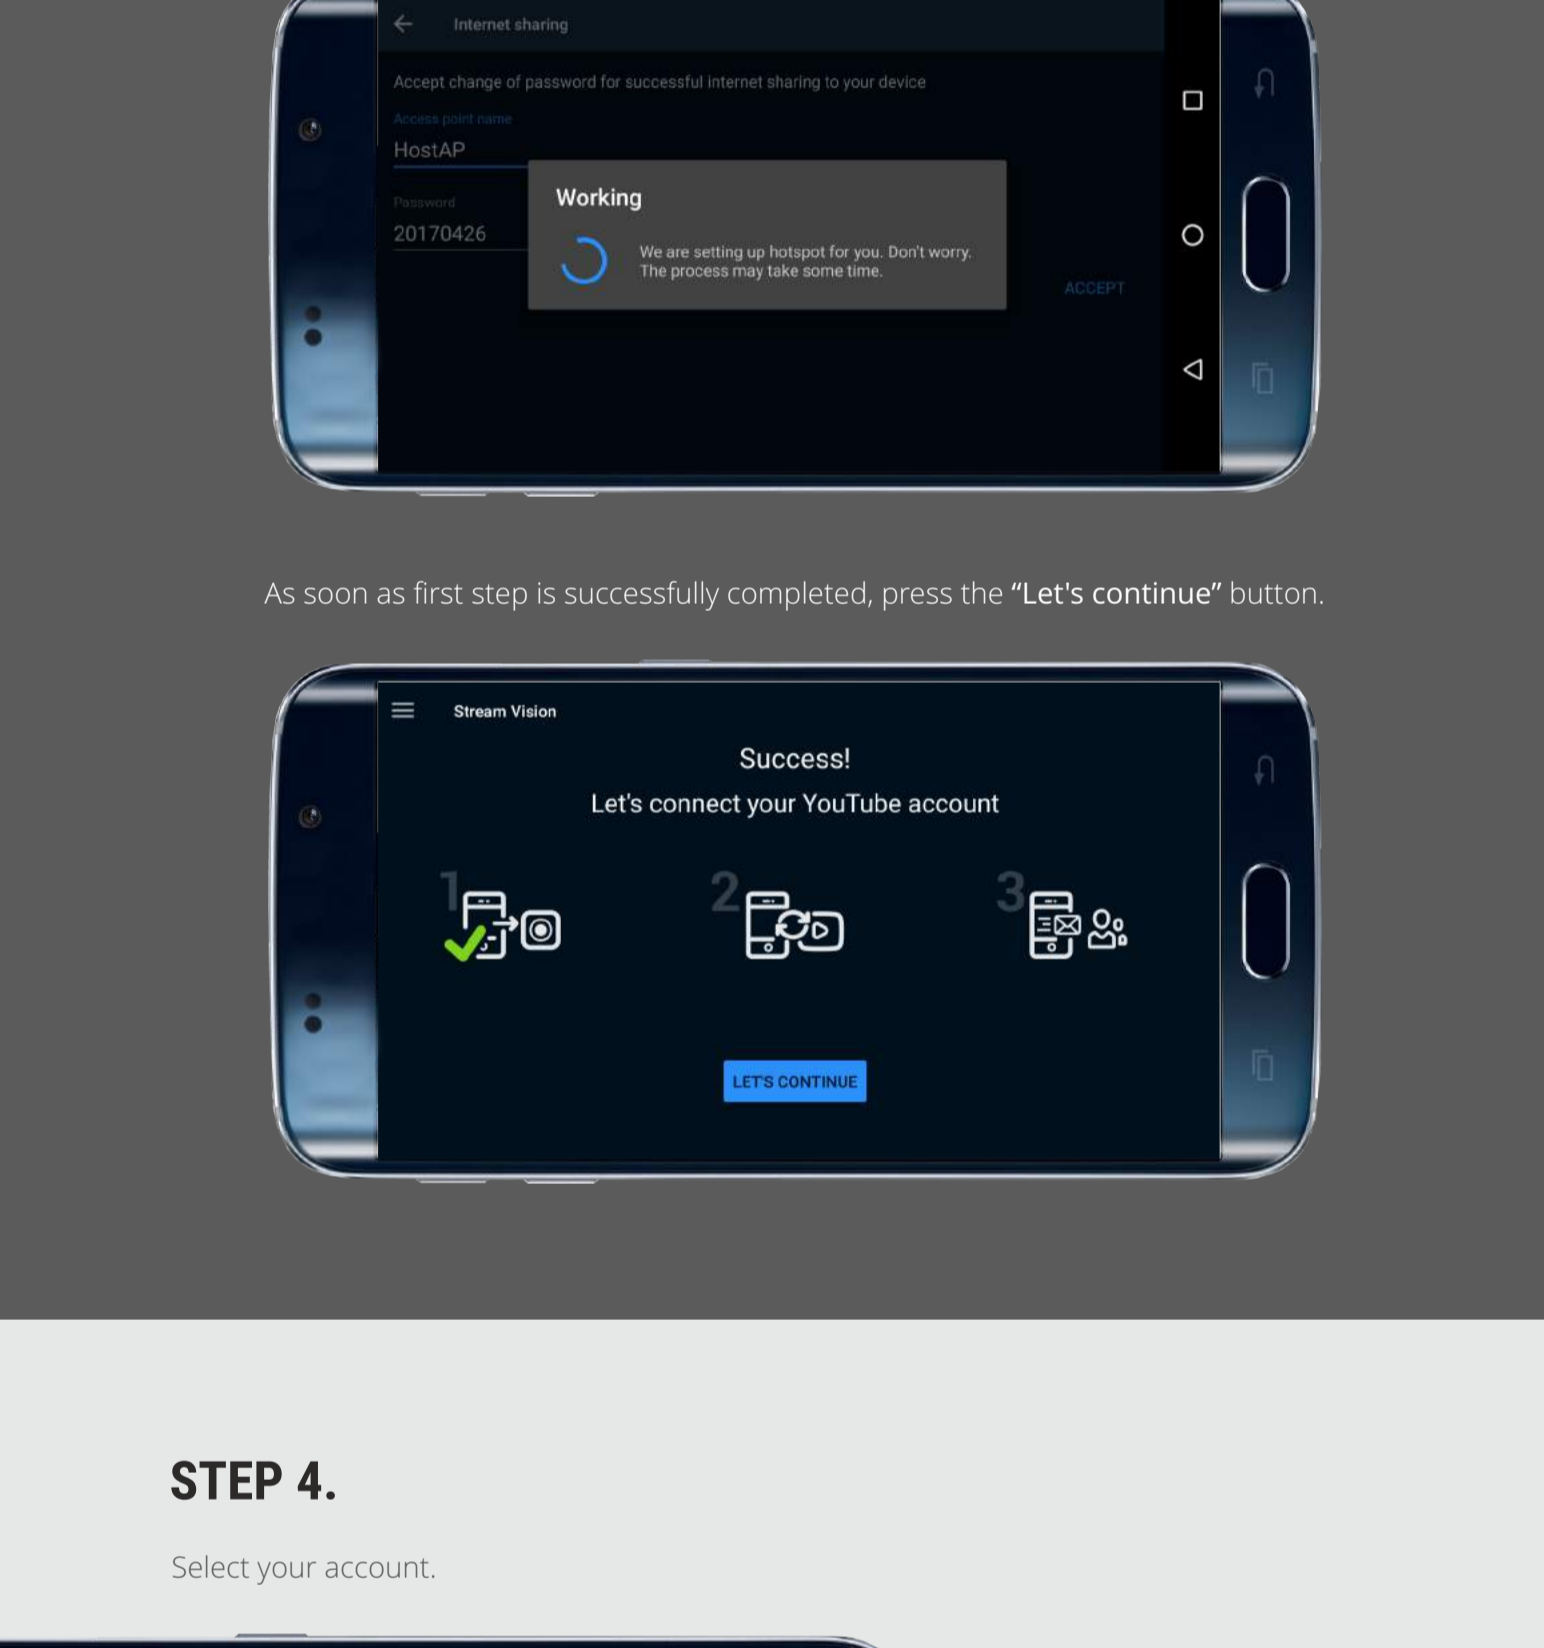 Internet sharing
Accept change of password for successful internet sharing to your device
Access point name
HostAP
Password
20170426
Working
We are setting up hotspot for you. Don't worry.
The process may take some time.
ACCEPT
As soon as first step is successfully completed, press the “Let's continue” button.
Stream Vision
Success!
Let's connect your YouTube account
1
2
3
LET'S CONTINUE
STEP 4.
Select your account.